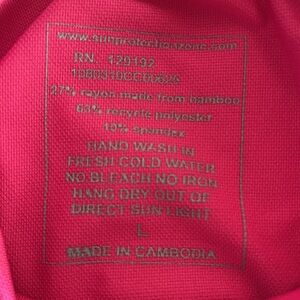 www.sunprotectionzone.com
RN. 129192
27% rayon made from bamboo
63% recycle polyester
10% spandex
HAND WASH IN
FRESH COLD WATER
NO BLEACH NO IRON
HANG DRY OUT OF
DIRECT SUN LIGHT
L
MADE IN CAMBODIA